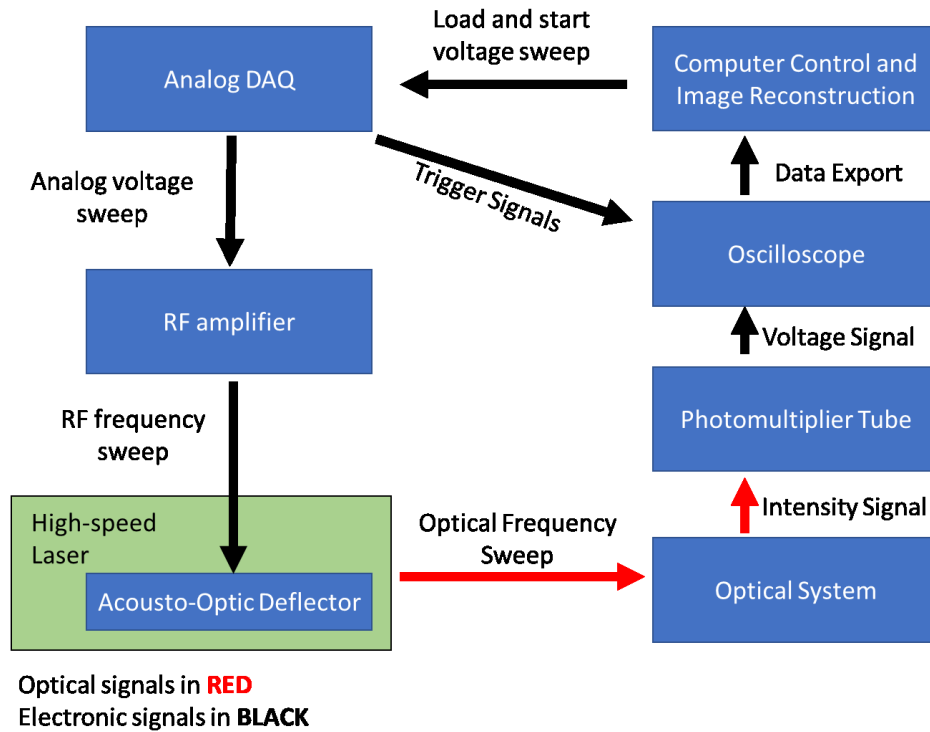 Load and start
voltage sweep
Analog DAQ
Computer Control and
Image Reconstruction
Analog voltage
sweep
Trigger Signals
Data Export
Oscilloscope
RF amplifier
Voltage Signal
RF frequency
sweep
Photomultiplier Tube
High-speed
Laser
Optical Frequency
Sweep
Intensity Signal
Acousto-Optic Deflector
Optical System
Optical signals in RED
Electronic signals in BLACK